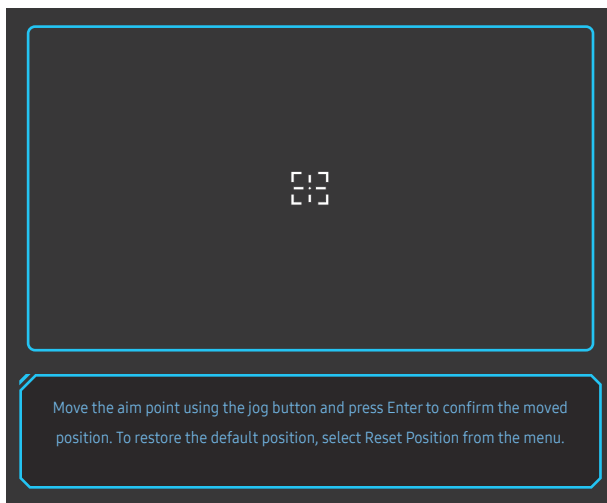 Move the aim point using the jog button and press Enter to confirm the moved
position. To restore the default position, select Reset Position from the menu.